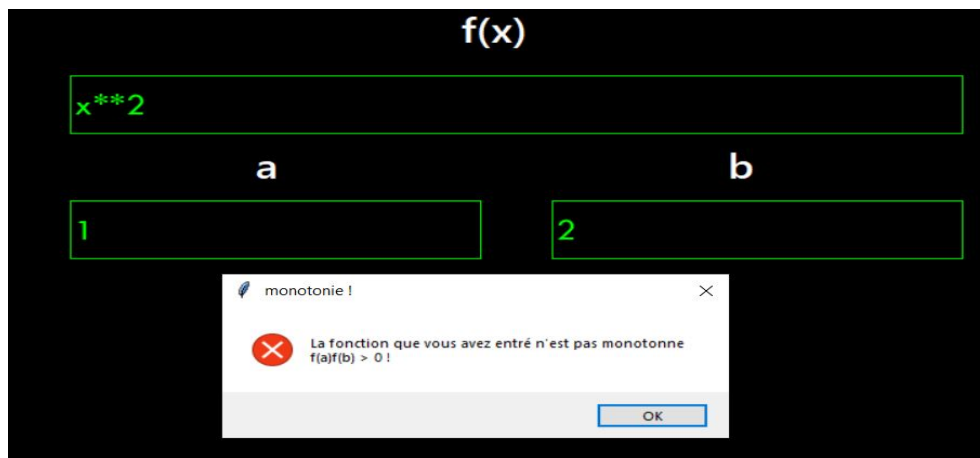 f(x)
x**2
a b
1 2
monotonie !
La fonction que vous avez entré n'est pas monotonne
f(a)f(b) > 0 !
OK